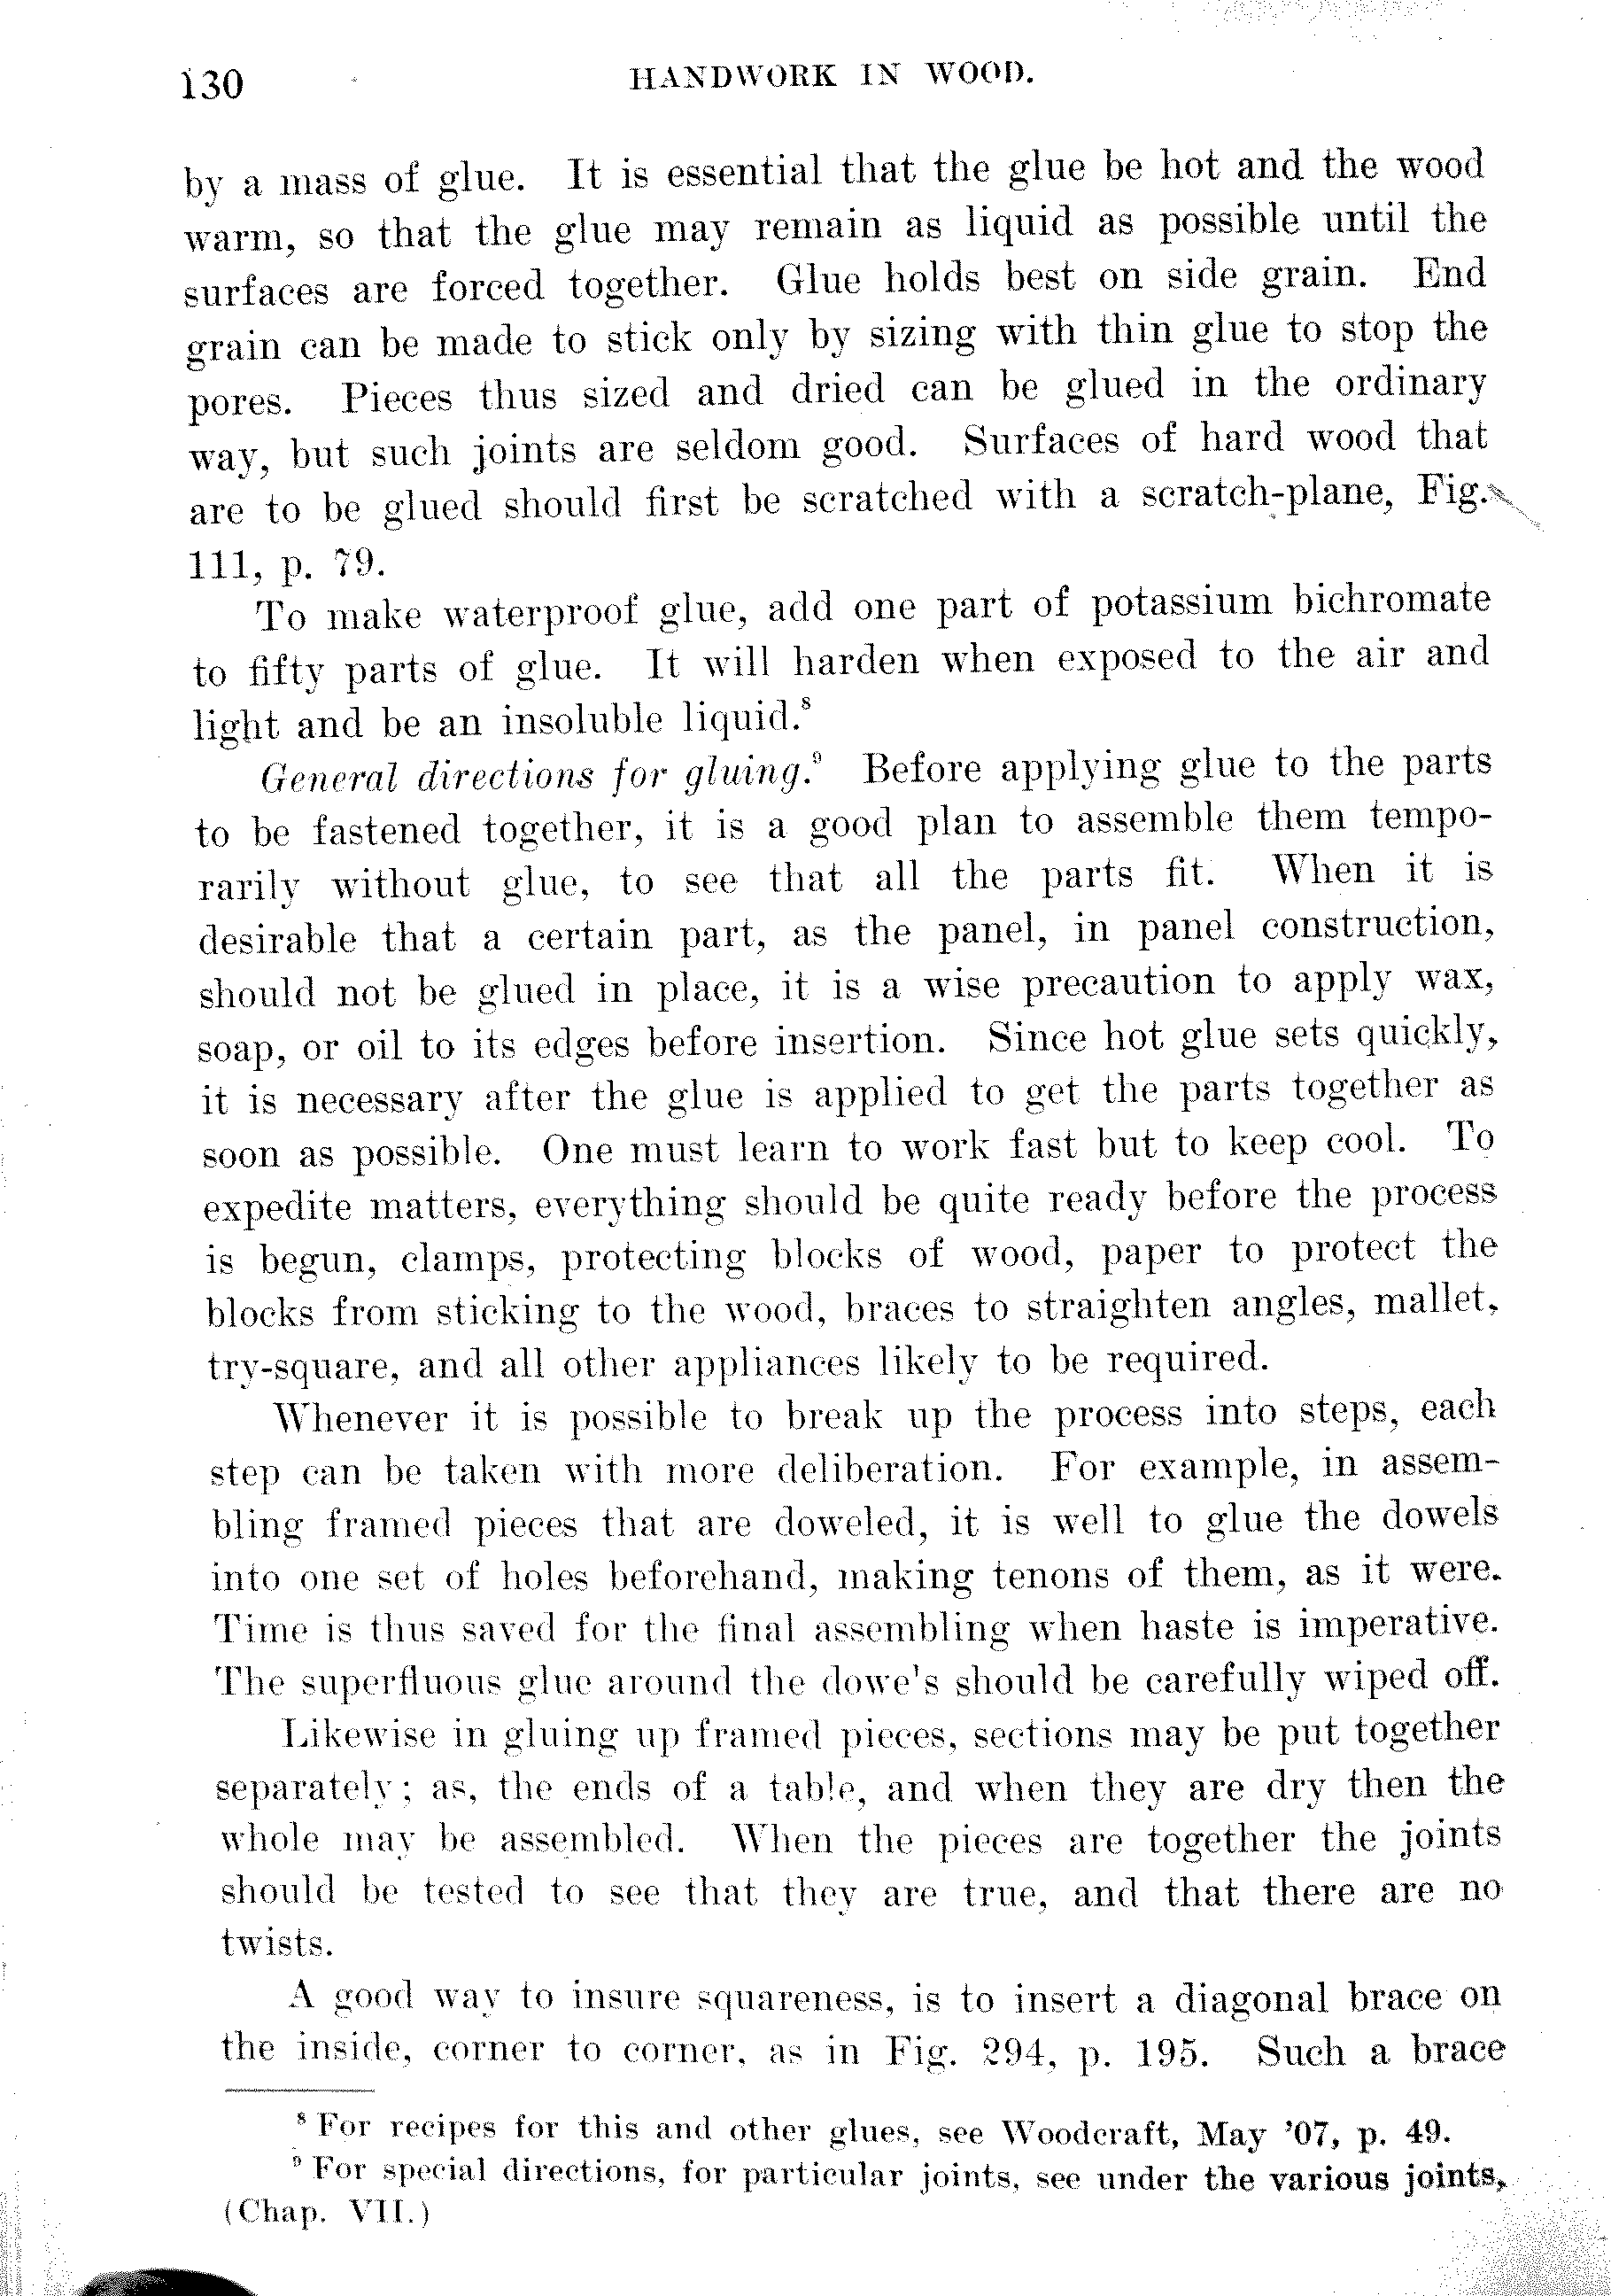 130
HANDWORK IN WOOD.
by a mass of glue. It is essential that the glue be hot and the wood
warm, so that the glue may remain as liquid as possible until the
surfaces are forced together. Glue holds best on side grain. End
grain can be made to stick only by sizing with thin glue to stop the
pores. Pieces thus sized and dried can be glued in the ordinary
way, but such joints are seldom good. Surfaces of hard wood that
are to be glued should first be scratched with a scratch-plane, Fig.
111, p. 79.
To make waterproof glue, add one part of potassium bichromate
to fifty parts of glue. It will harden when exposed to the air and
light and be an insoluble liquid.⁸
General directions for gluing.⁹ Before applying glue to the parts
to be fastened together, it is a good plan to assemble them tempo-
rarily without glue, to see that all the parts fit. When it is
desirable that a certain part, as the panel, in panel construction,
should not be glued in place, it is a wise precaution to apply wax,
soap, or oil to its edges before insertion. Since hot glue sets quickly,
it is necessary after the glue is applied to get the parts together as
soon as possible. One must learn to work fast but to keep cool. To
expedite matters, everything should be quite ready before the process
is begun, clamps, protecting blocks of wood, paper to protect the
blocks from sticking to the wood, braces to straighten angles, mallet,
try-square, and all other appliances likely to be required.
Whenever it is possible to break up the process into steps, each
step can be taken with more deliberation. For example, in assem-
bling framed pieces that are doweled, it is well to glue the dowels
into one set of holes beforehand, making tenons of them, as it were.
Time is thus saved for the final assembling when haste is imperative.
The superfluous glue around the dowe's should be carefully wiped off.
Likewise in gluing up framed pieces, sections may be put together
separately; as, the ends of a table, and when they are dry then the
whole may be assembled. When the pieces are together the joints
should be tested to see that they are true, and that there are no
twists.
A good way to insure squareness, is to insert a diagonal brace on
the inside, corner to corner, as in Fig. 294, p. 195. Such a brace
⁸ For recipes for this and other glues, see Woodcraft, May '07, p. 49.
⁹ For special directions, for particular joints, see under the various joints,
(Chap. VII.)